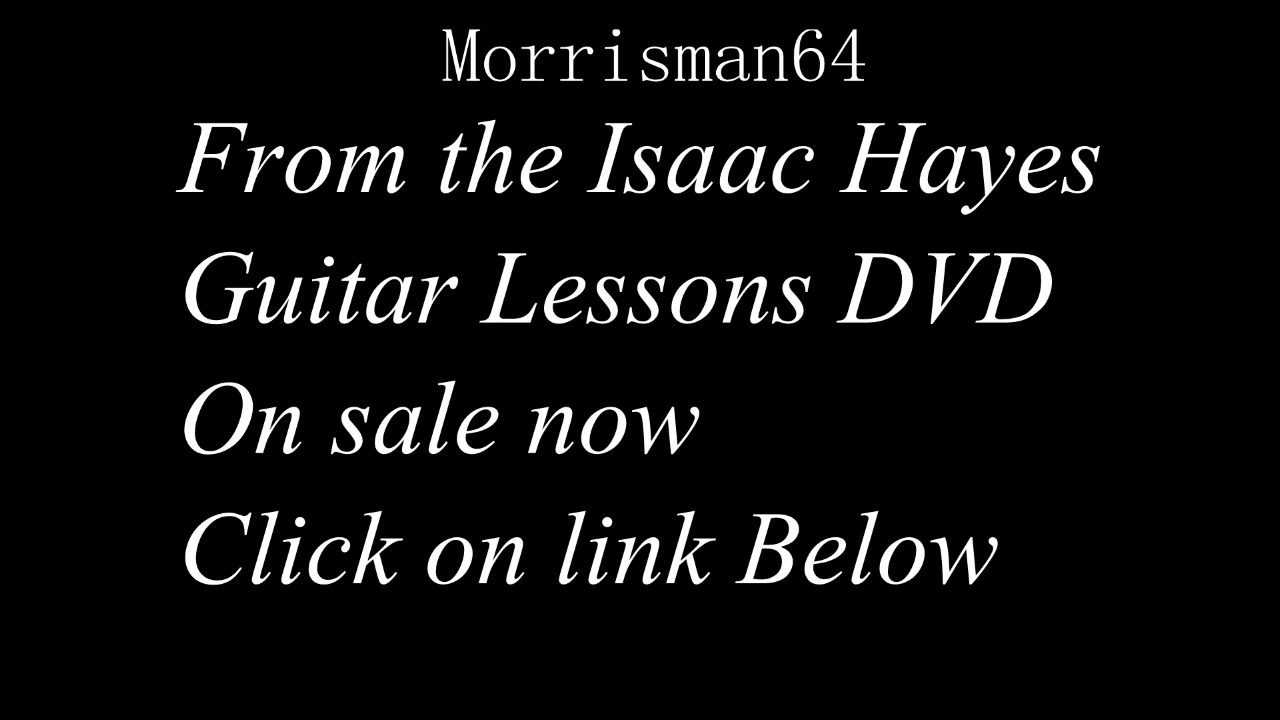 Morrisman64
From the Isaac Hayes
Guitar Lessons DVD
On sale now
Click on link Below